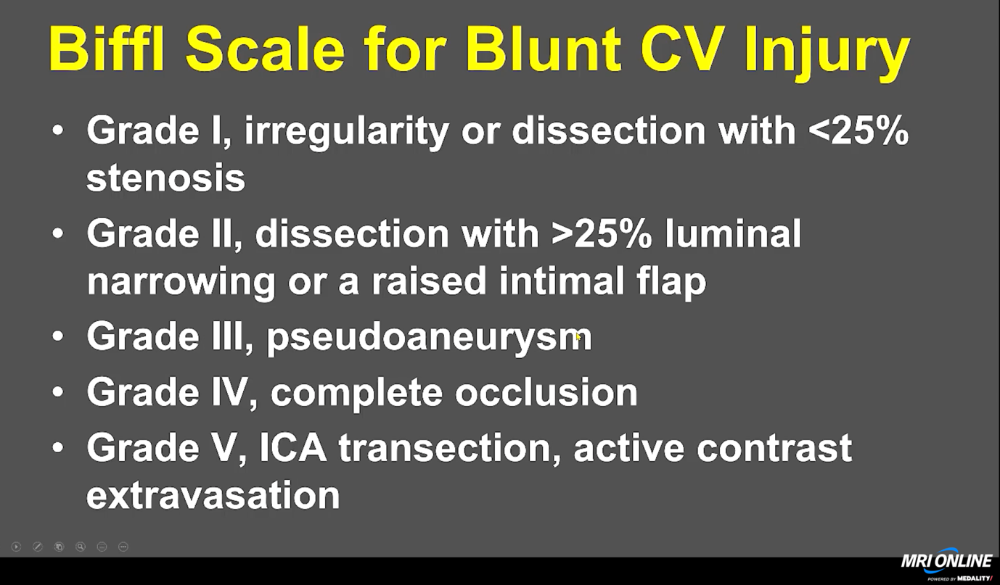 Biffl Scale for Blunt CV Injury
• Grade I, irregularity or dissection with <25%
stenosis
• Grade II, dissection with >25% luminal
narrowing or a raised intimal flap
• Grade III, pseudoaneurysm
• Grade IV, complete occlusion
• Grade V, ICA transection, active contrast
extravasation
MRI ONLINE
POWERED BY MEDALITY/